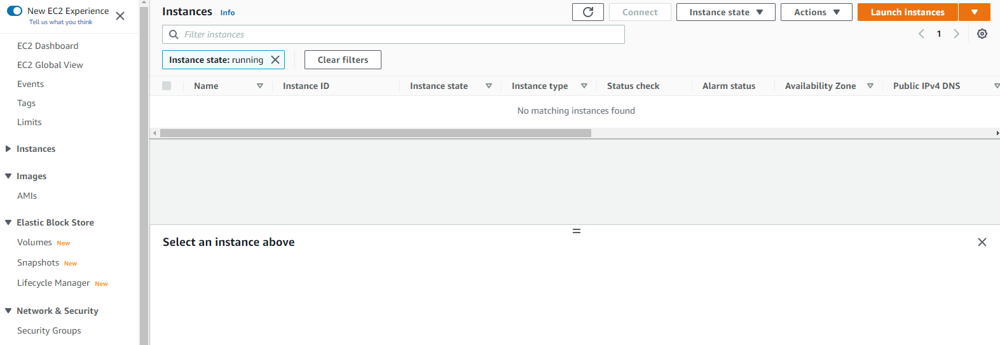 New EC2 Experience
Tell us what you think
EC2 Dashboard
EC2 Global View
Events
Tags
Limits
Instances
Images
AMIs
Elastic Block Store
Volumes New
Snapshots New
Lifecycle Manager New
Network & Security
Security Groups
Instances Info
Connect
Instance state
Actions
Launch instances
Filter instances
1
Instance state: running
Clear filters
Name Instance ID Instance state Instance type Status check Alarm status Availability Zone Public IPv4 DNS
No matching instances found
Select an instance above